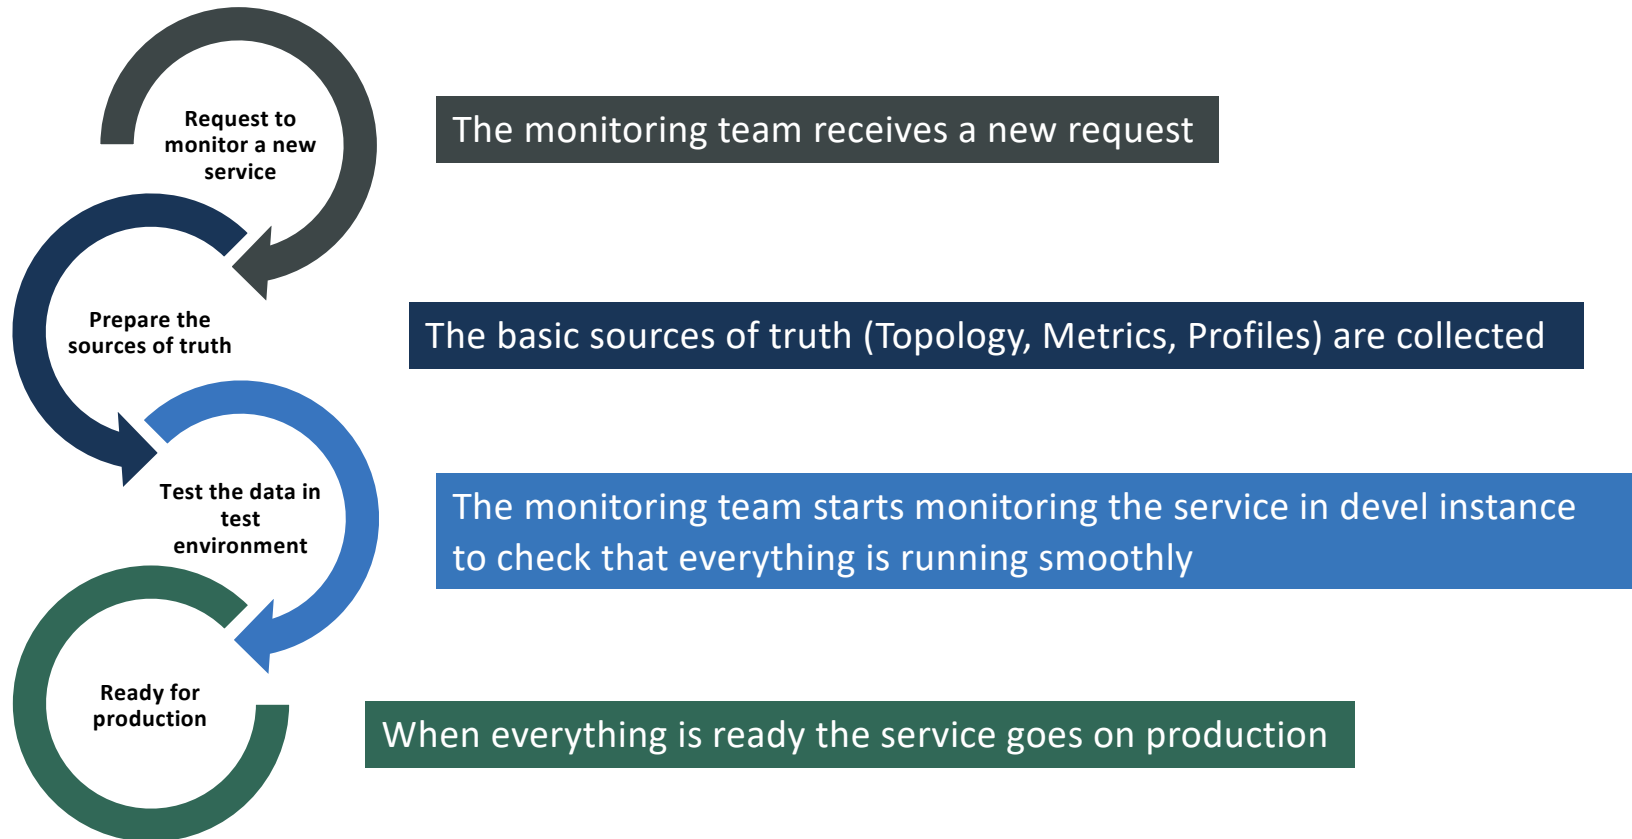 Request to
monitor a new
service
The monitoring team receives a new request
Prepare the
sources of truth
The basic sources of truth (Topology, Metrics, Profiles) are collected
Test the data in
test
environment
The monitoring team starts monitoring the service in devel instance
to check that everything is running smoothly
Ready for
production
When everything is ready the service goes on production